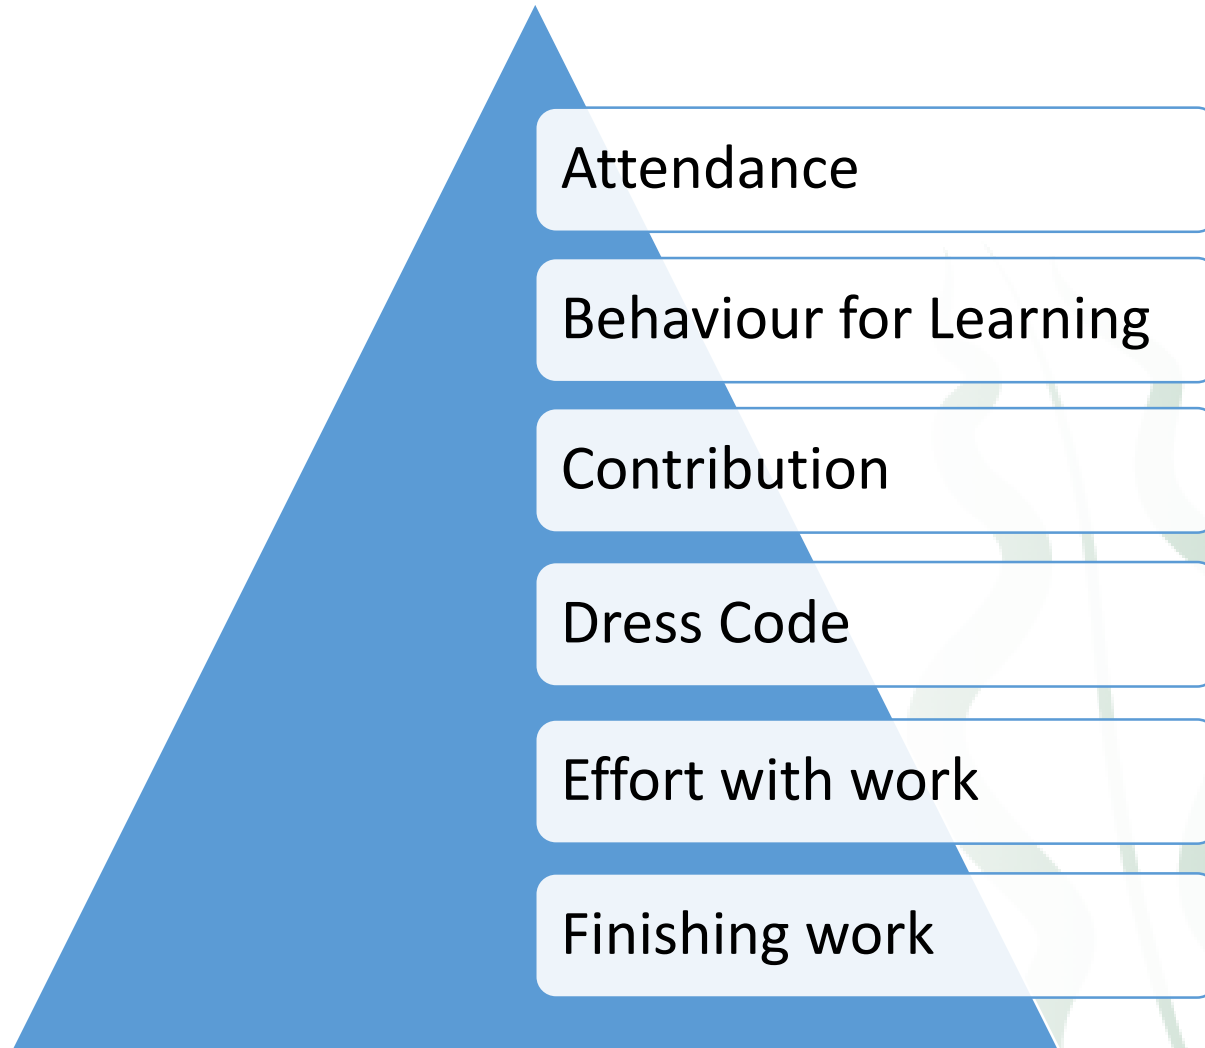 Attendance
Behaviour for Learning
Contribution
Dress Code
Effort with work
Finishing work